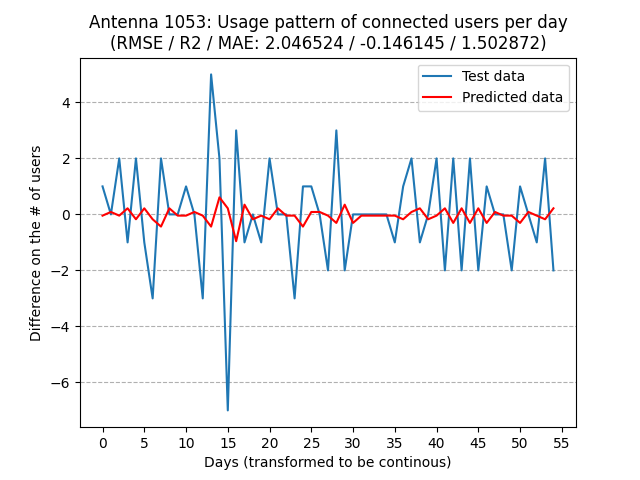 Antenna 1053: Usage pattern of connected users per day
(RMSE / R2 / MAE: 2.046524 / -0.146145 / 1.502872)
Test data
Predicted data
Difference on the # of users
4
2
0
−2
−4
−6
0 5 10 15 20 25 30 35 40 45 50 55
Days (transformed to be continous)